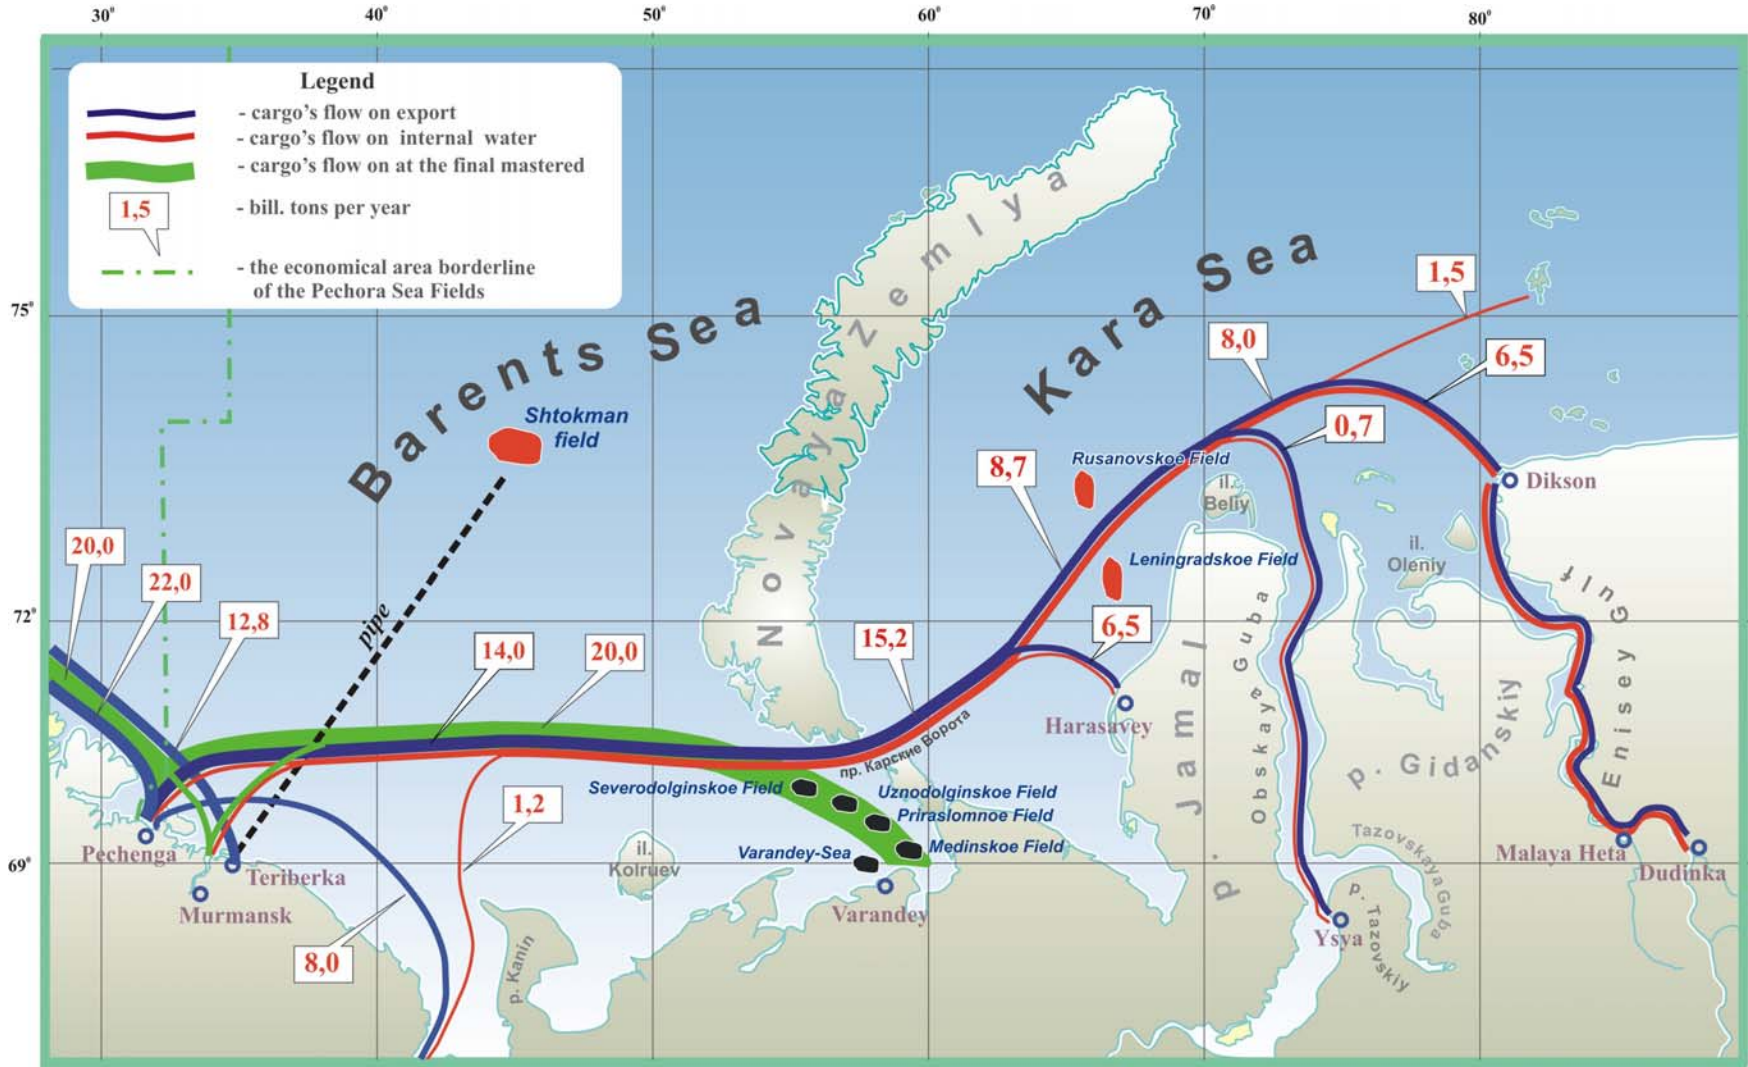 30°
40°
50°
60°
70°
80°
Legend
- cargo's flow on export
- cargo's flow on internal water
- cargo's flow on at the final mastered
1,5
- bill. tons per year
- the economical area borderline
of the Pechora Sea Fields
75°
72°
69°
Barents Sea
Kara Sea
Novaya Zemlya
Shtokman
field
pipe
1,5
8,0
6,5
0,7
8,7
Rusanovskoe Field
il.
Beliy
Dikson
Leningradskoe Field
il.
Oleniy
20,0
22,0
12,8
14,0
20,0
15,2
6,5
Harasavey
пр. Карские Ворота
p. Jamal
Obskaya Guba
p. Gidanskiy
Enisey Gulf
Severodolginskoe Field
Uznodolginskoe Field
Priraslomnoe Field
Medinskoe Field
Varandey-Sea
Varandey
1,2
il.
Kolruev
Pechenga
Teriberka
Murmansk
8,0
p. Kanin
Tazovskaya Guba
p. Tazovskiy
Ysya
Malaya Heta
Dudinka